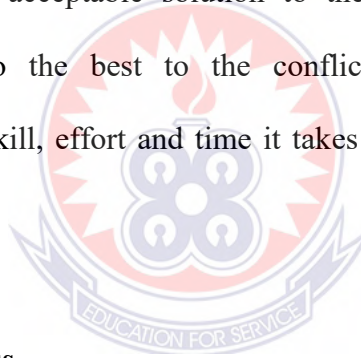 acceptable solution to the
o the best to the conflic
kill, effort and time it takes
EDUCATION FOR SERVICE